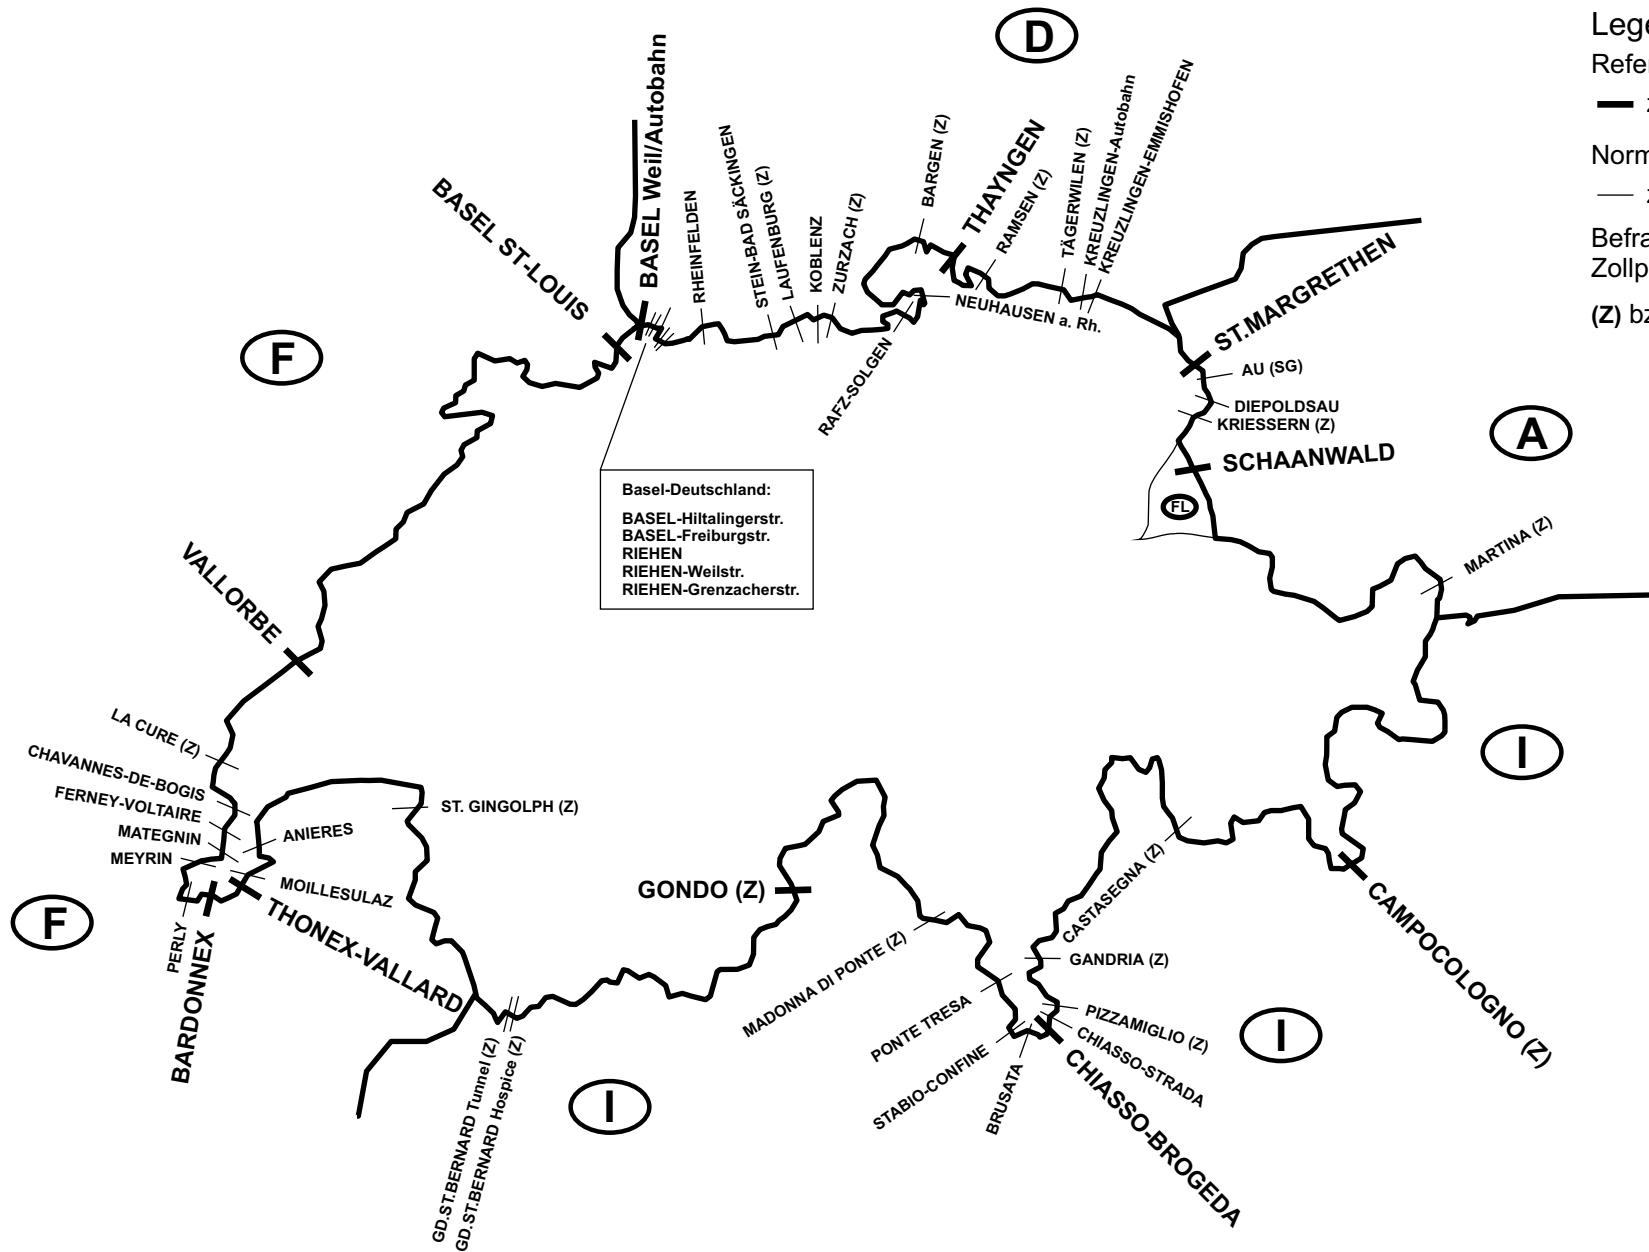 D
Lege
Refe
Norm
Befra
Zollp
(Z) bz
BASEL ST-LOUIS
BASEL Weil/Autobahn
RHEINFELDEN
STEIN-BAD SÄCKINGEN
LAUFENBURG (Z)
KOBLENZ
ZURZACH (Z)
BARGEN (Z)
THAYNGEN
RAMSEN (Z)
TÄGERWILEN (Z)
KREUZLINGEN-Autobahn
KREUZLINGEN-EMMISHOFEN
NEUHAUSEN a. Rh.
RAFZ-SOLGEN
ST.MARGRETHEN
AU (SG)
DIEPOLDSAU
KRIESSERN (Z)
SCHAANWALD
FL
A
F
Basel-Deutschland:
BASEL-Hiltalingerstr.
BASEL-Freiburgstr.
RIEHEN
RIEHEN-Weilstr.
RIEHEN-Grenzacherstr.
MARTINA (Z)
VALLORBE
LA CURE (Z)
CHAVANNES-DE-BOGIS
FERNEY-VOLTAIRE
MATEGNIN
MEYRIN
ANIERES
MOILLESULAZ
ST. GINGOLPH (Z)
PERLY
BARDONNEX
THONEX-VALLARD
F
GD.ST.BERNARD Tunnel (Z)
GD.ST.BERNARD Hospice (Z)
I
GONDO (Z)
MADONNA DI PONTE (Z)
PONTE TRESA
STABIO-CONFINE
BRUSATA
CHIASSO-BROGEDA
CHIASSO-STRADA
PIZZAMIGLIO (Z)
GANDRIA (Z)
CASTASEGNA (Z)
I
CAMPOCOLOGNO (Z)
I